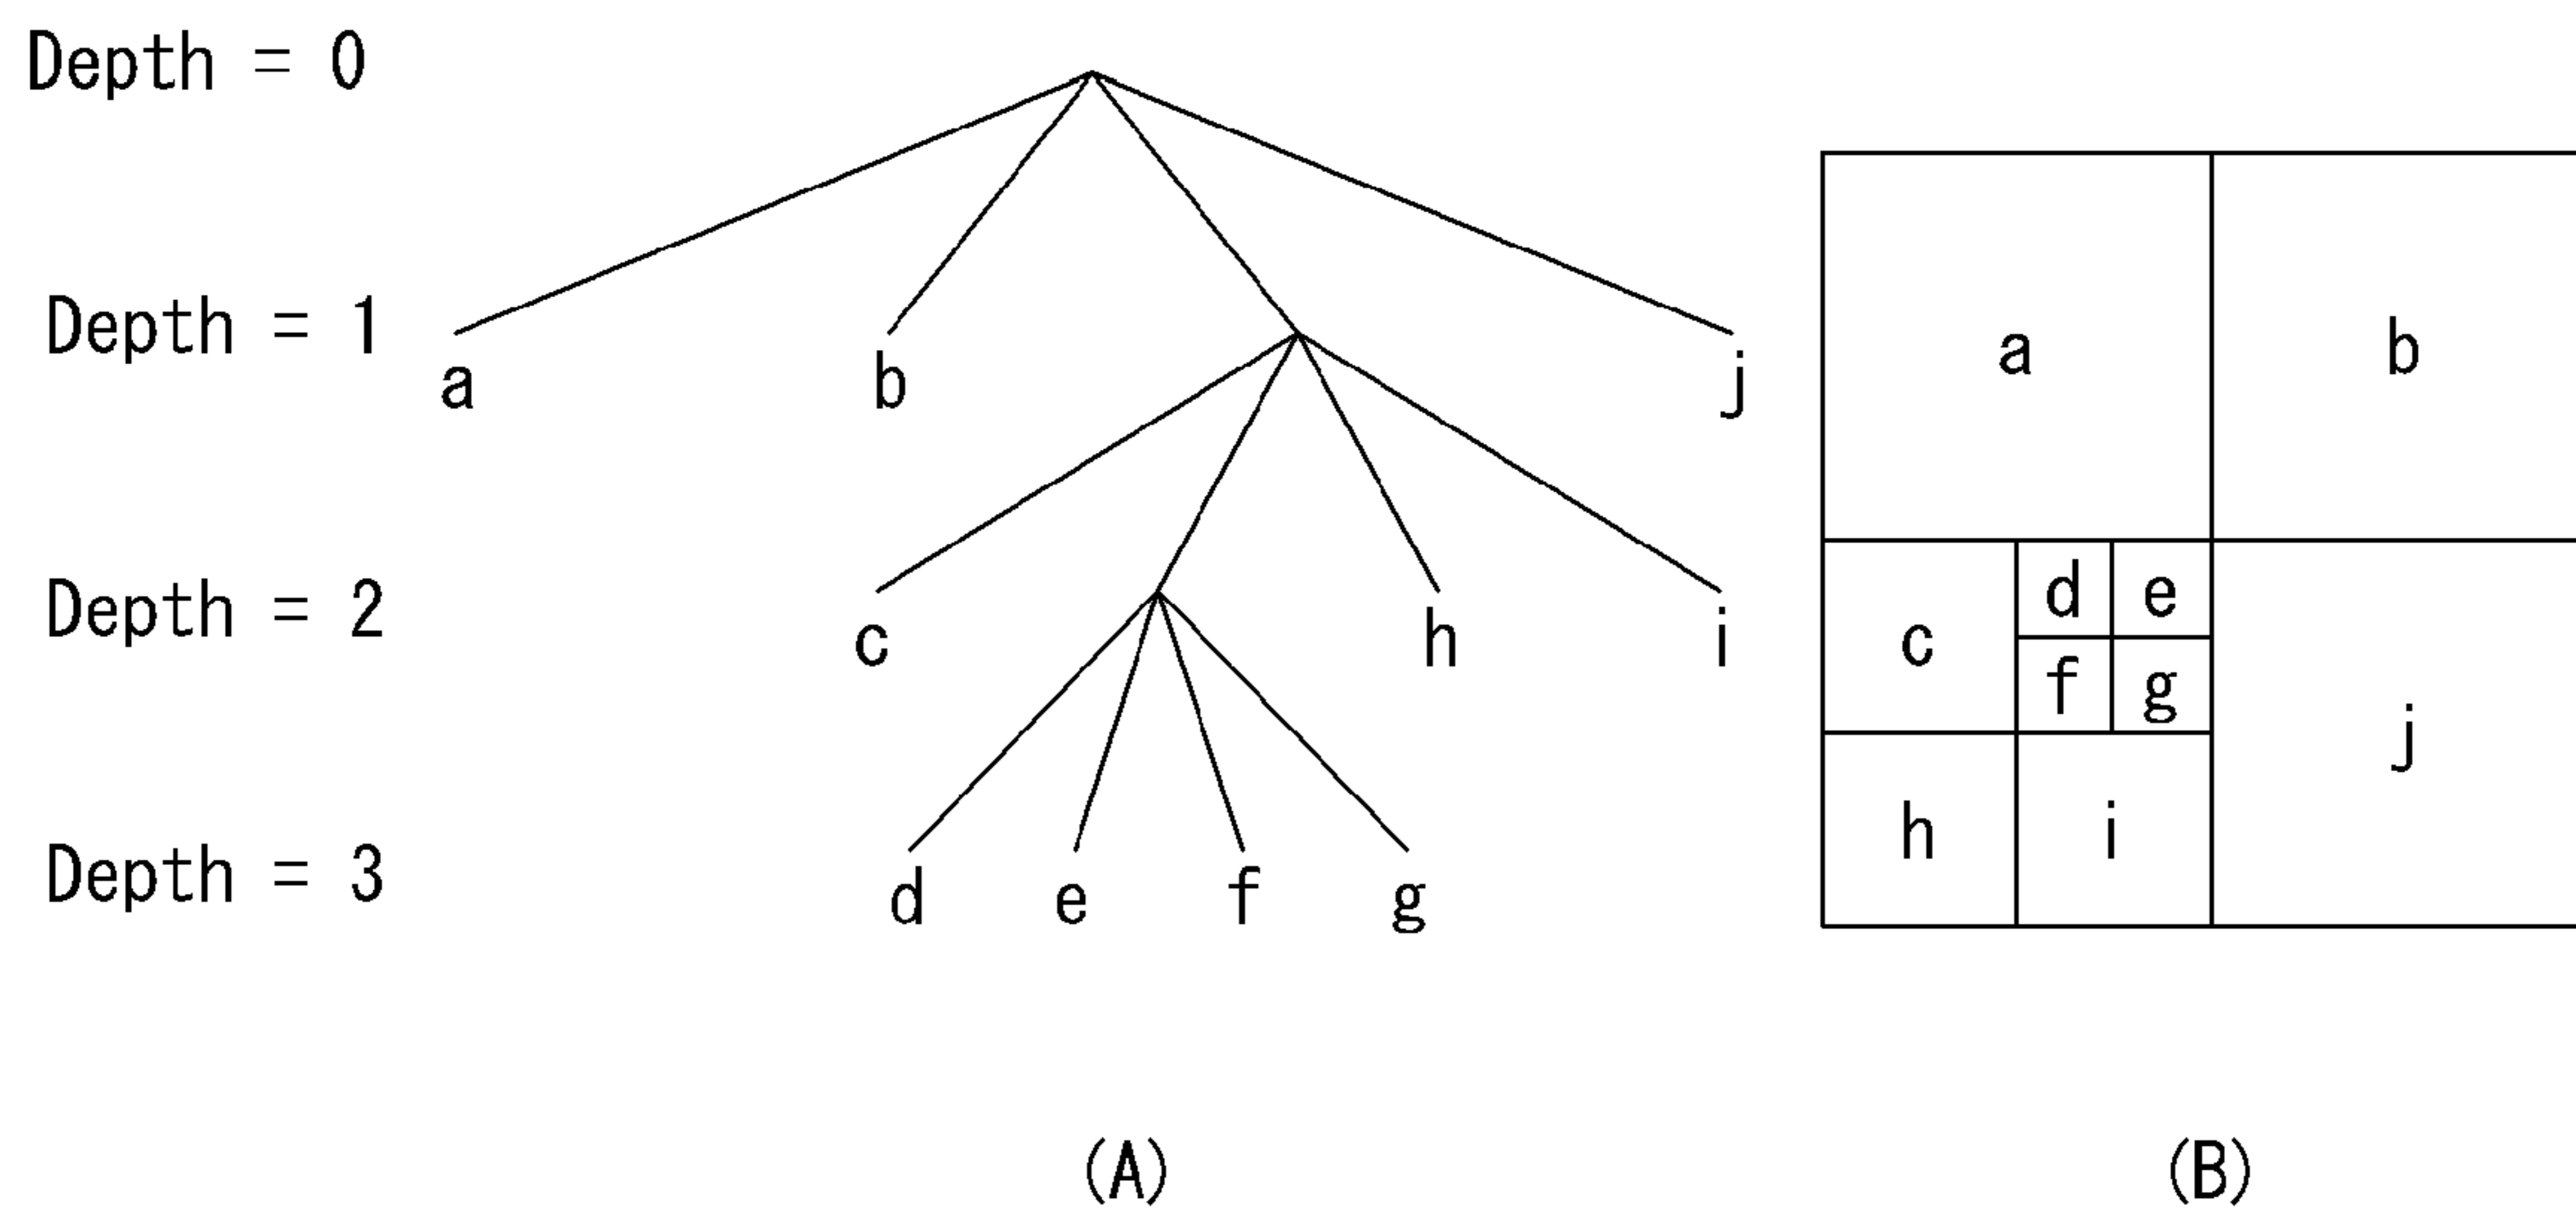 Depth = 0
Depth = 1
a
b
j
Depth = 2
c
h
i
Depth = 3
d
e
f
g
(A)
a
b
c
d
e
f
g
h
i
j
(B)